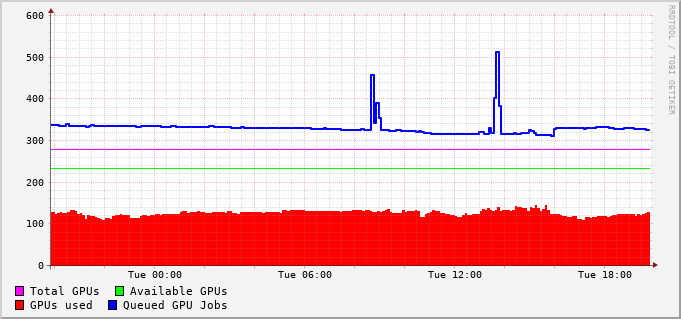 RRDTOOL / TOBI OETIKER
600
500
400
300
200
100
0
Tue 00:00 Tue 06:00 Tue 12:00 Tue 18:00
Total GPUs Available GPUs
GPUs used Queued GPU Jobs